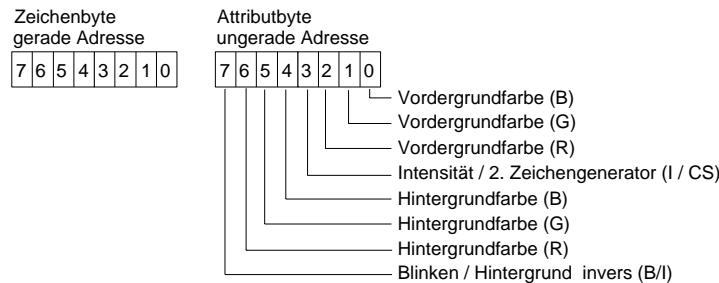 Zeichenbyte
gerade Adresse
7 6 5 4 3 2 1 0
Attributbyte
ungerade Adresse
7 6 5 4 3 2 1 0
Vordergrundfarbe (B)
Vordergrundfarbe (G)
Vordergrundfarbe (R)
Intensität / 2. Zeichengenerator (I / CS)
Hintergrundfarbe (B)
Hintergrundfarbe (G)
Hintergrundfarbe (R)
Blinken / Hintergrund invers (B/I)